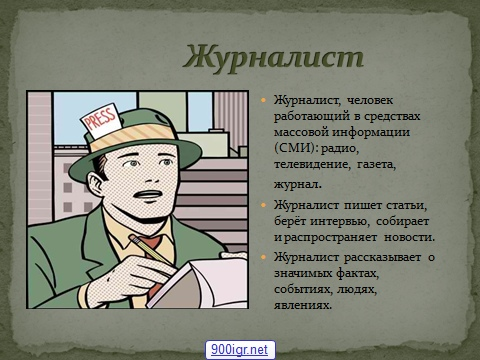 Журналист
PRESS
Журналист, человек
работающий в средствах
массовой информации
(СМИ): радио,
телевидение, газета,
журнал.
Журналист пишет статьи,
берёт интервью, собирает
и распространяет новости.
Журналист рассказывает о
значимых фактах,
событиях, людях,
явлениях.
900igr.net